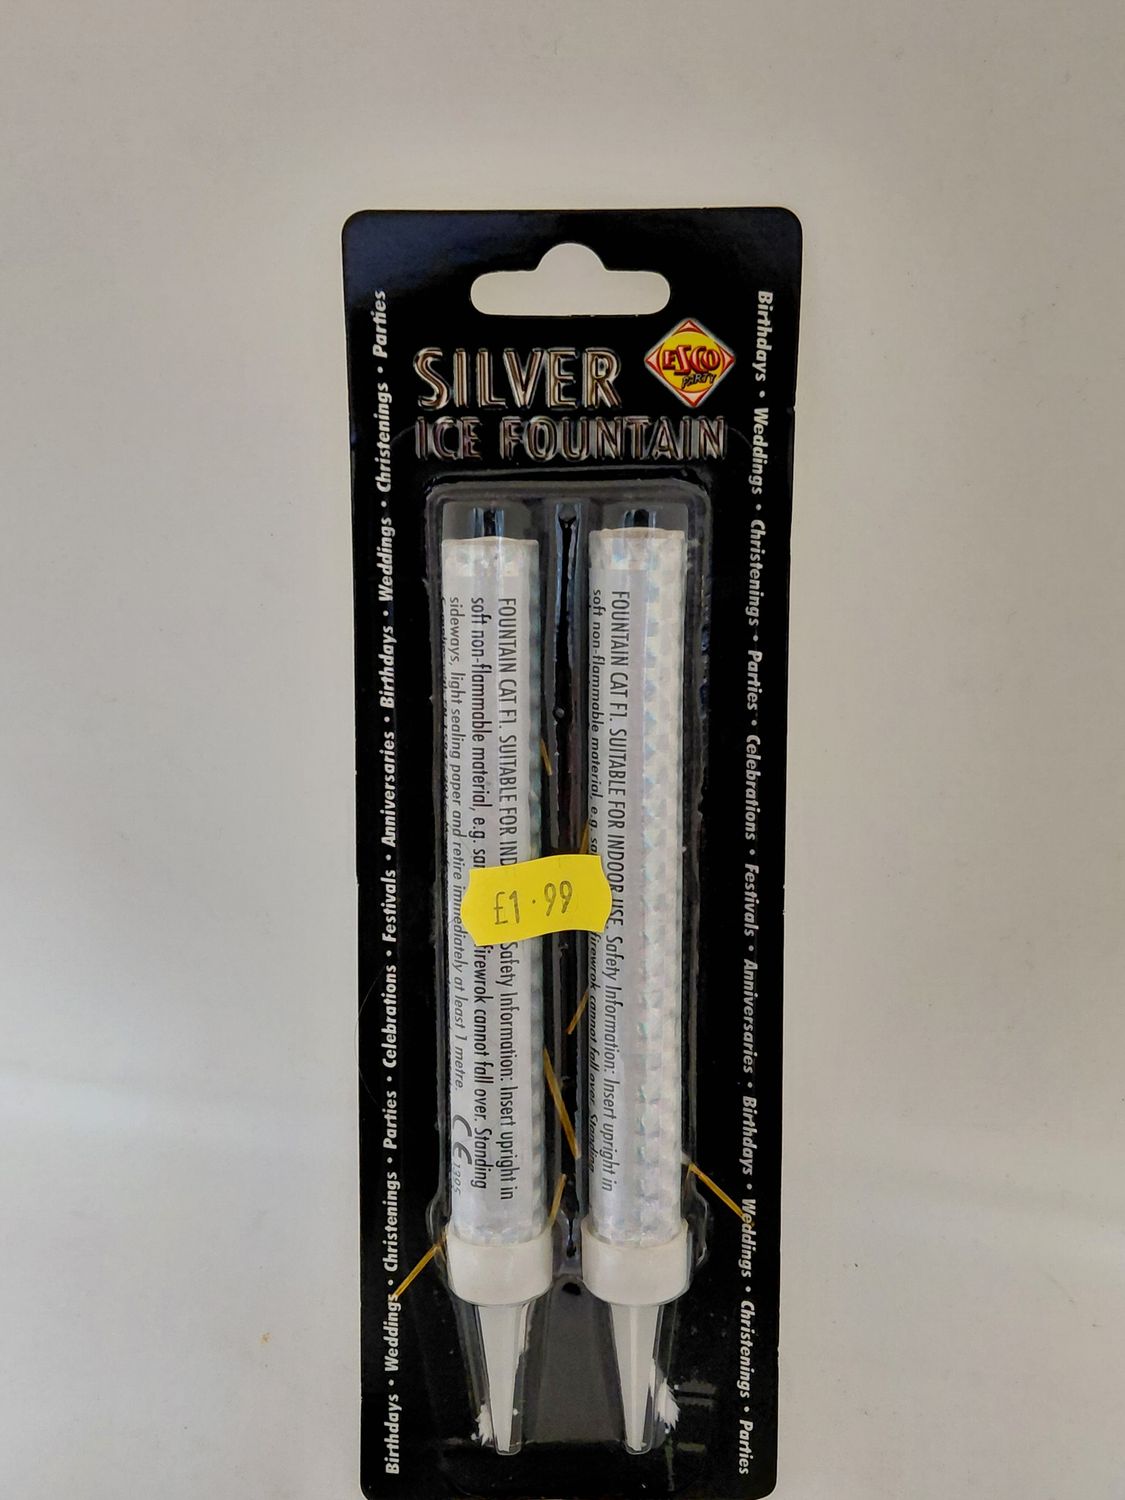 SILVER
ICE FOUNTAIN
ESCO
PARTY
Birthdays • Weddings • Christenings • Parties • Celebrations • Festivals • Anniversaries • Birthdays • Weddings • Christenings • Parties
Birthdays • Weddings • Christenings • Parties • Celebrations • Festivals • Anniversaries • Birthdays • Weddings • Christenings • Parties
FOUNTAIN CAT F1. SUITABLE FOR IND Safety Information: Insert upright in
soft non-flammable material, e.g. firewrok cannot fall over. Standing
sideways, light sealing paper and retire immediately at least 1 metre.
CE 1395
£1.99
FOUNTAIN CAT F1. SUITABLE FOR INDOOR USE. Safety Information: Insert upright in
soft non-flammable material, e.g. firewrok cannot fall over. Standing